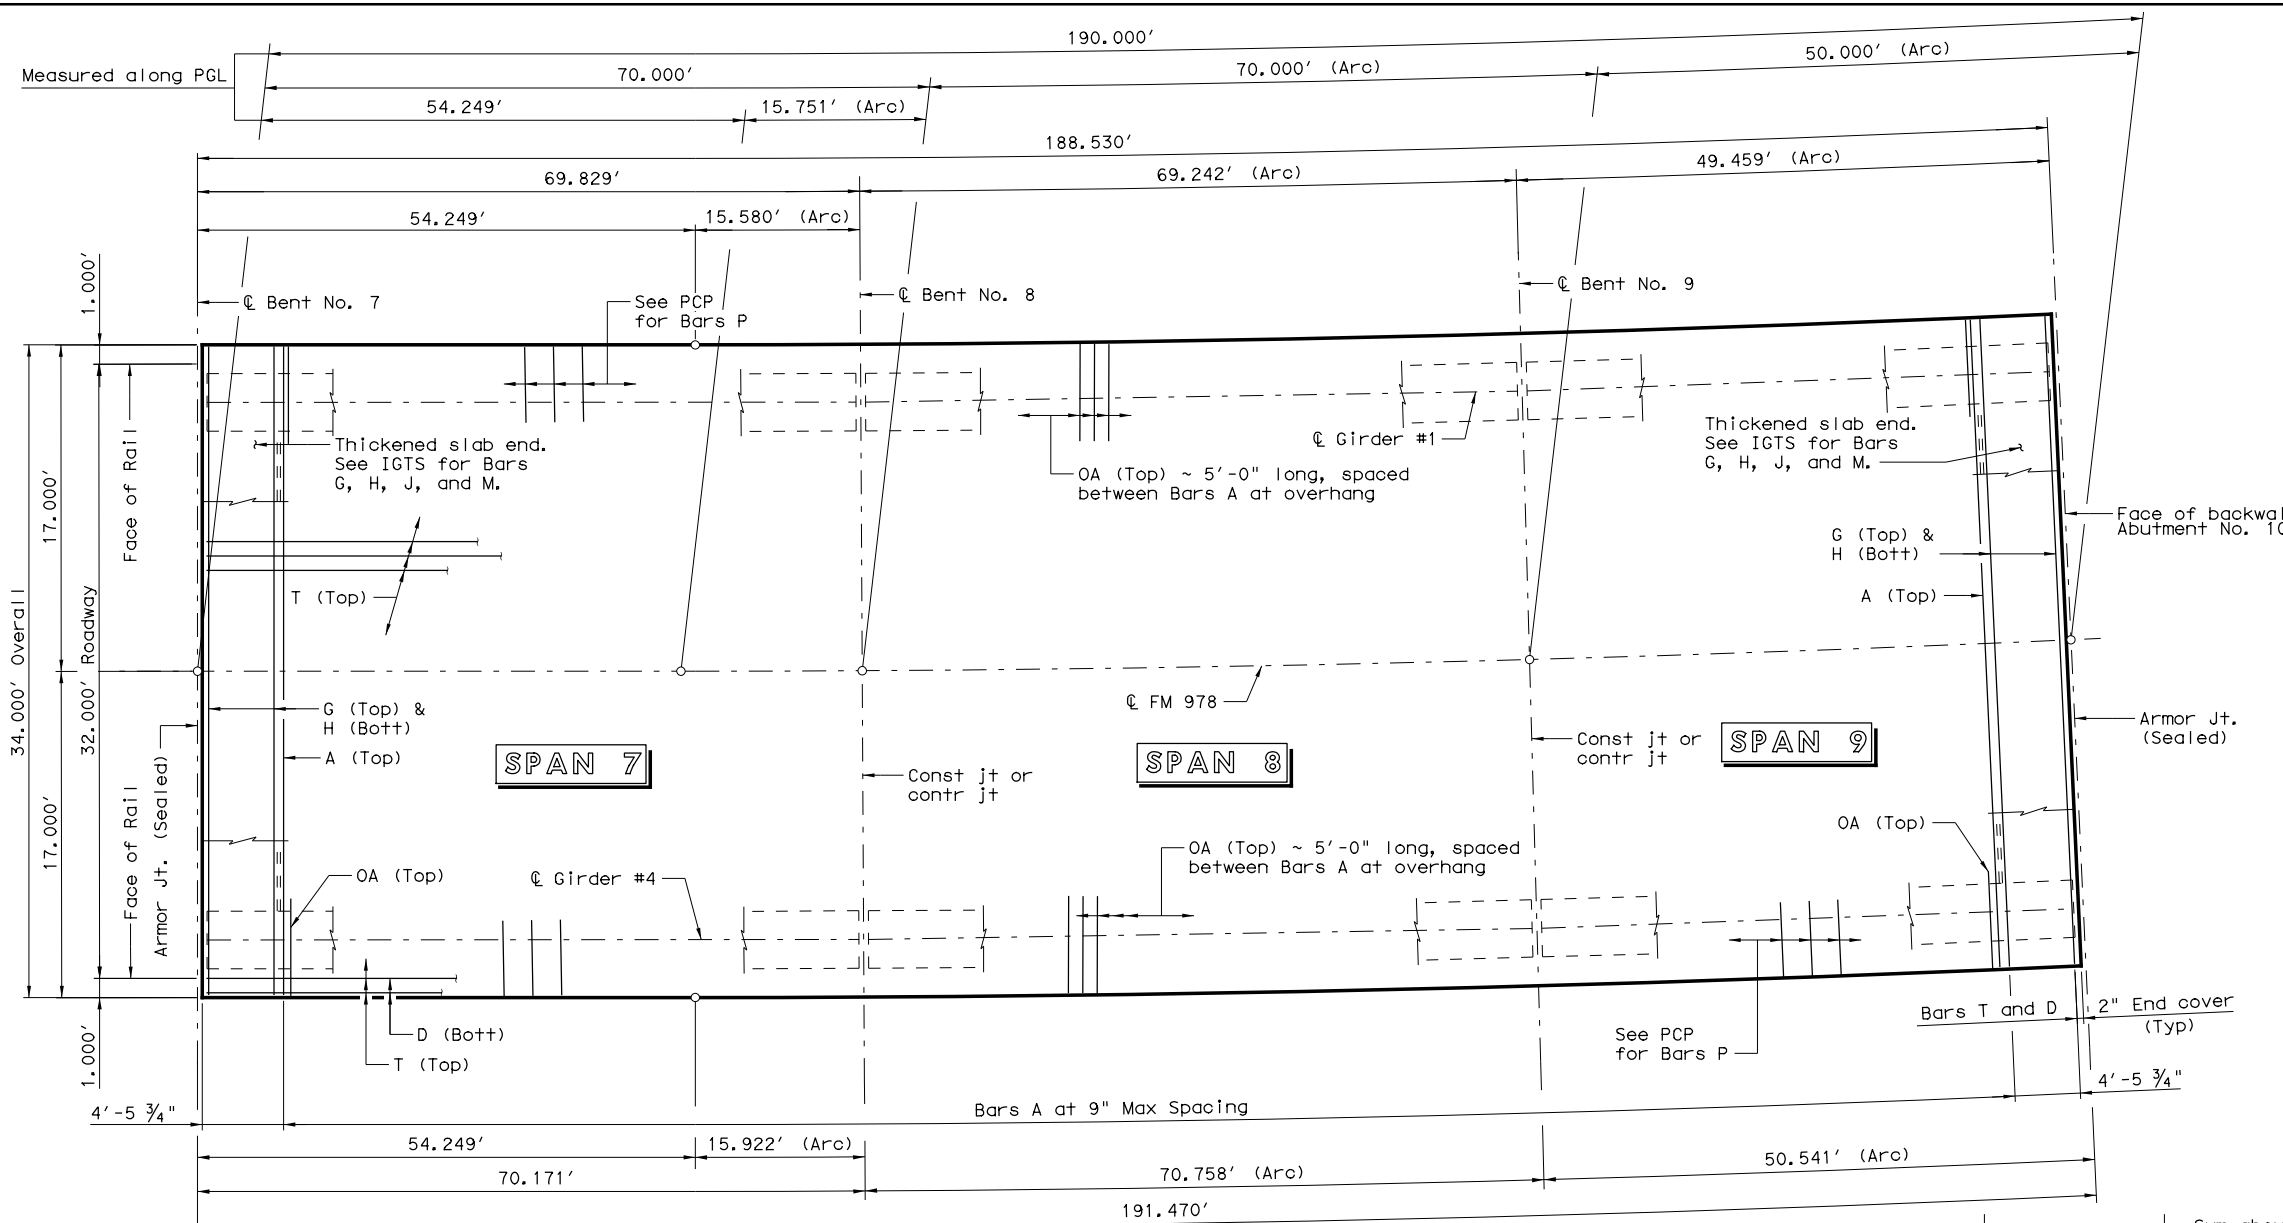 190.000'
50.000' (Arc)
Measured along PGL
70.000'
70.000' (Arc)
54.249'
15.751' (Arc)
188.530'
49.459' (Arc)
69.829'
69.242' (Arc)
54.249'
15.580' (Arc)
1.000'
℄ Bent No. 7
See PCP
for Bars P
℄ Bent No. 8
℄ Bent No. 9
Thickened slab end.
See IGTS for Bars
G, H, J, and M.
Face of Rail
17.000'
OA (Top) ~ 5'-0" long, spaced
between Bars A at overhang
℄ Girder #1
Thickened slab end.
See IGTS for Bars
G, H, J, and M.
Face of
Abutment No.
G (Top) &
H (Bott)
A (Top)
T (Top)
34.000' Overall
32.000' Roadway
G (Top) &
H (Bott)
A (Top)
℄ FM 978
SPAN 7
SPAN 8
SPAN 9
Const jt or
contr jt
Const jt or
contr jt
Armor Jt.
(Sealed)
17.000'
Face of Rail
Armor Jt. (Sealed)
OA (Top)
℄ Girder #4
OA (Top) ~ 5'-0" long, spaced
between Bars A at overhang
OA (Top)
1.000'
D (Bott)
T (Top)
See PCP
for Bars P
Bars T and D
2" End cover
(Typ)
4'-5 ¾"
Bars A at 9" Max Spacing
4'-5 ¾"
54.249'
15.922' (Arc)
50.541' (Arc)
70.171'
70.758' (Arc)
191.470'